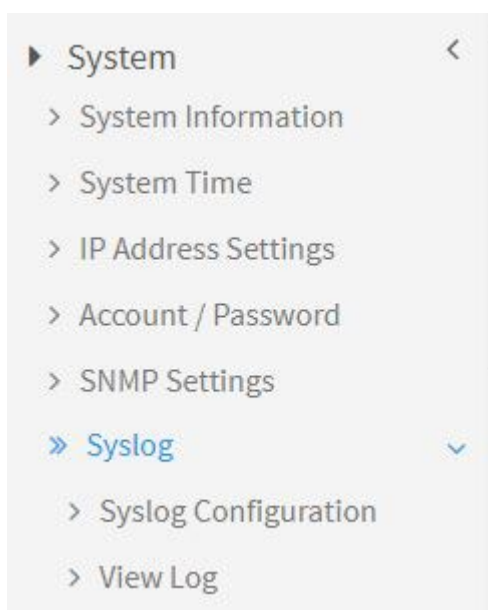 System
System Information
System Time
IP Address Settings
Account / Password
SNMP Settings
Syslog
Syslog Configuration
View Log